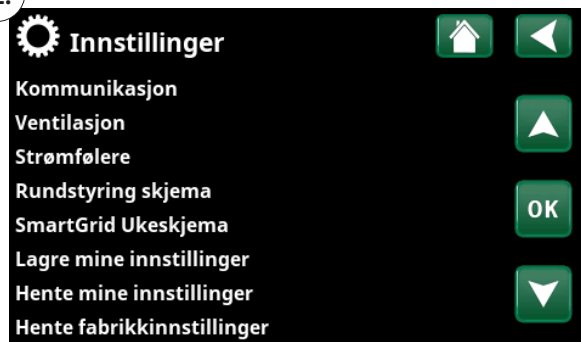 Innstillinger
Kommunikasjon
Ventilasjon
Strømfølere
Rundstyring skjema
OK
SmartGrid Ukeskjema
Lagre mine innstillinger
Hente mine innstillinger
Hente fabrikkinnstillinger